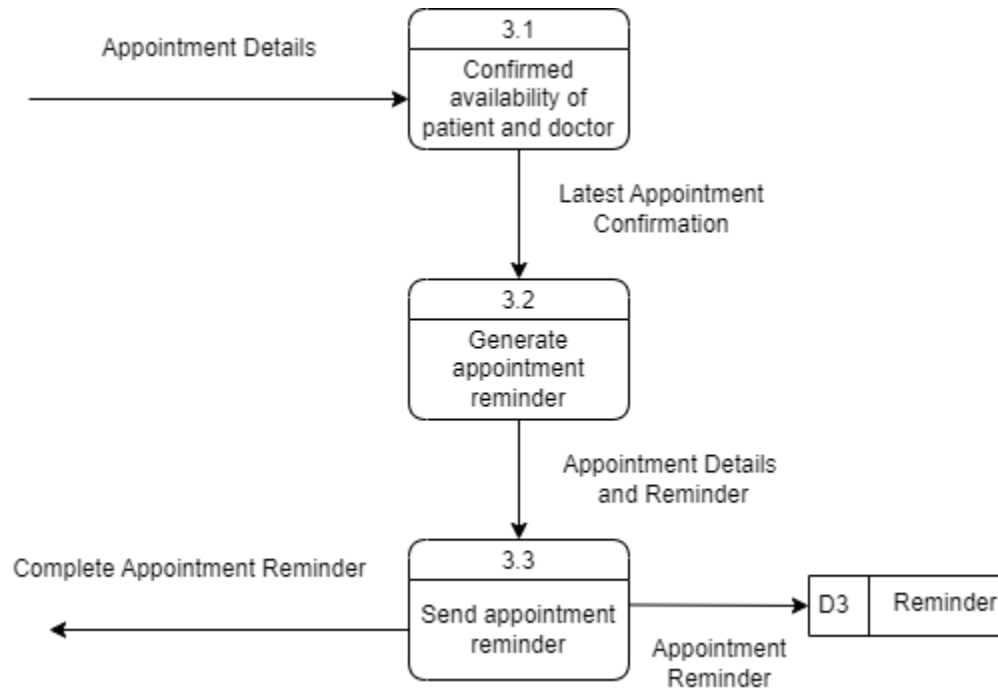 Appointment Details
3.1
Confirmed
availability of
patient and doctor
Latest Appointment
Confirmation
3.2
Generate
appointment
reminder
Appointment Details
and Reminder
3.3
Send appointment
reminder
Complete Appointment Reminder
D3
Reminder
Appointment
Reminder